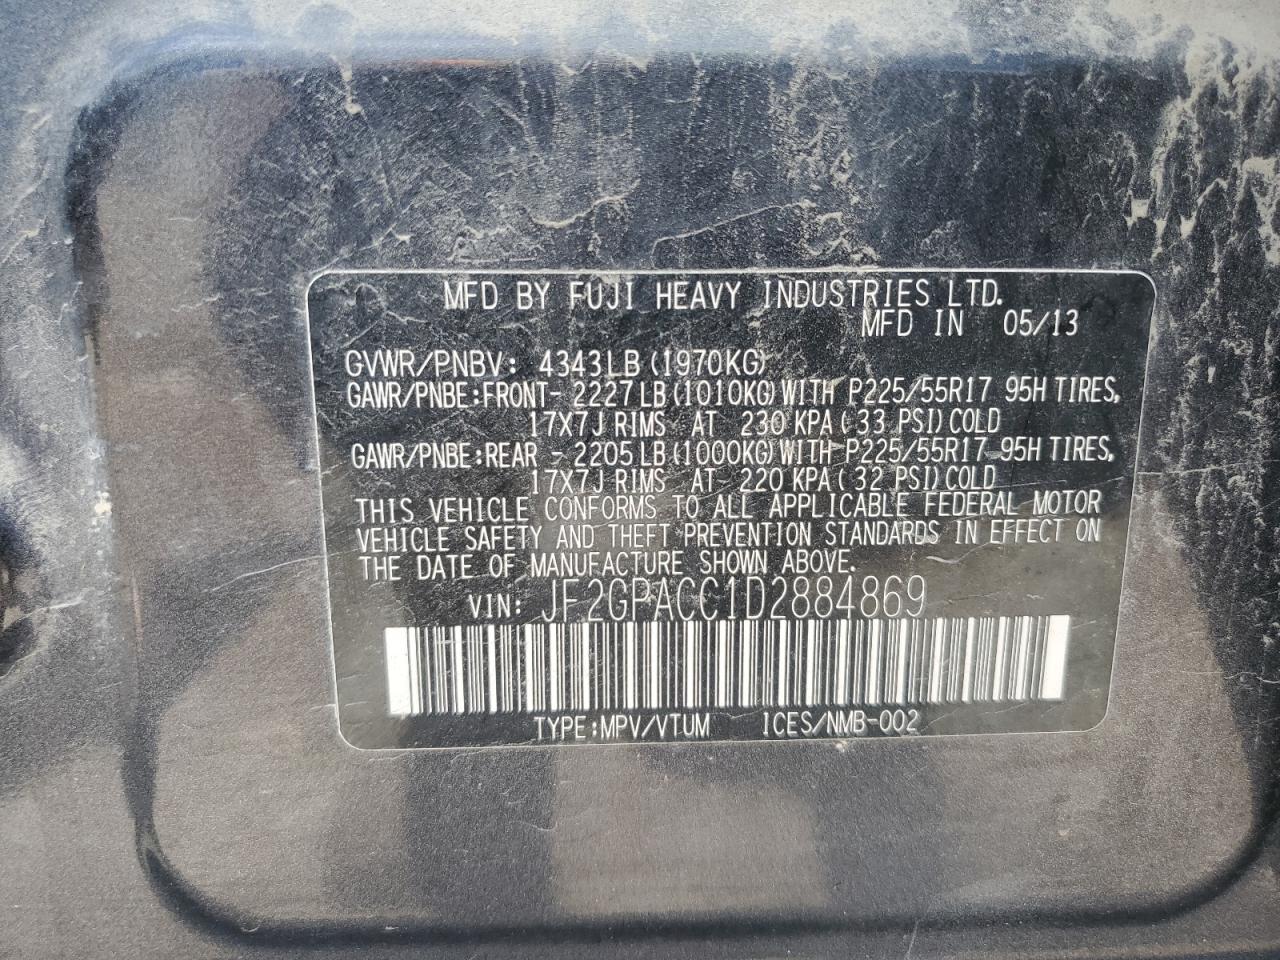 MFD BY FUJI HEAVY INDUSTRIES LTD.
MFD IN 05/13
GVWR/PNBV: 4343LB (1970KG)
GAWR/PNBE:FRONT- 2227LB (1010KG) WITH P225/55R17 95H TIRES,
17X7J RIMS AT 230 KPA ( 33 PSI) COLD
GAWR/PNBE:REAR - 2205LB (1000KG) WITH P225/55R17 95H TIRES,
17X7J RIMS AT 220 KPA ( 32 PSI) COLD
THIS VEHICLE CONFORMS TO ALL APPLICABLE FEDERAL MOTOR
VEHICLE SAFETY AND THEFT PREVENTION STANDARDS IN EFFECT ON
THE DATE OF MANUFACTURE SHOWN ABOVE.
VIN: JF2GPACC1D2884869
TYPE:MPV/VTUM ICES/NMB-002